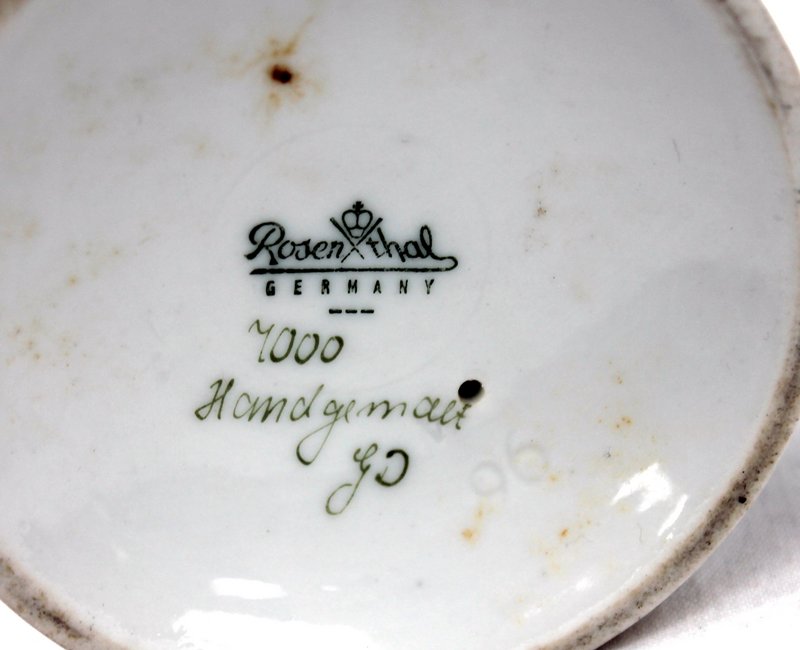 Rosenthal
GERMANY
---
7000
Handgemalt
GD